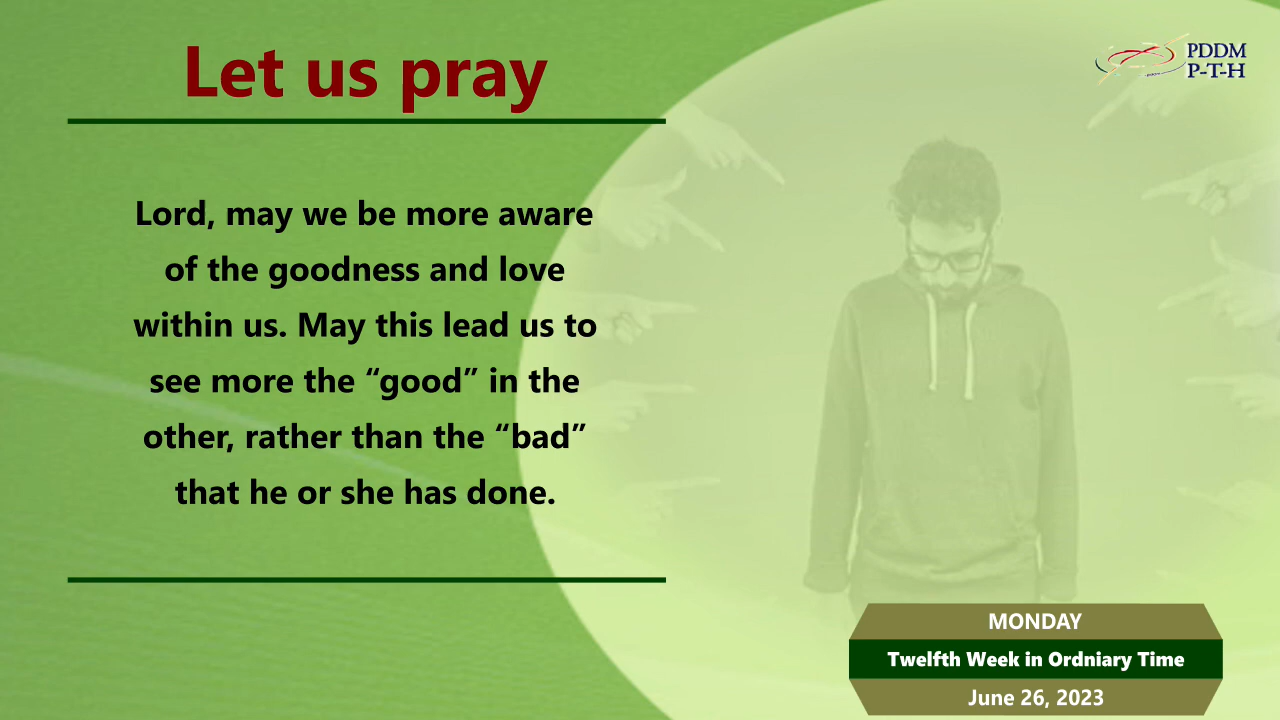 Let us pray
PDDM
P-T-H
Lord, may we be more aware
of the goodness and love
within us. May this lead us to
see more the “good” in the
other, rather than the “bad”
that he or she has done.
MONDAY
Twelfth Week in Ordniary Time
June 26, 2023